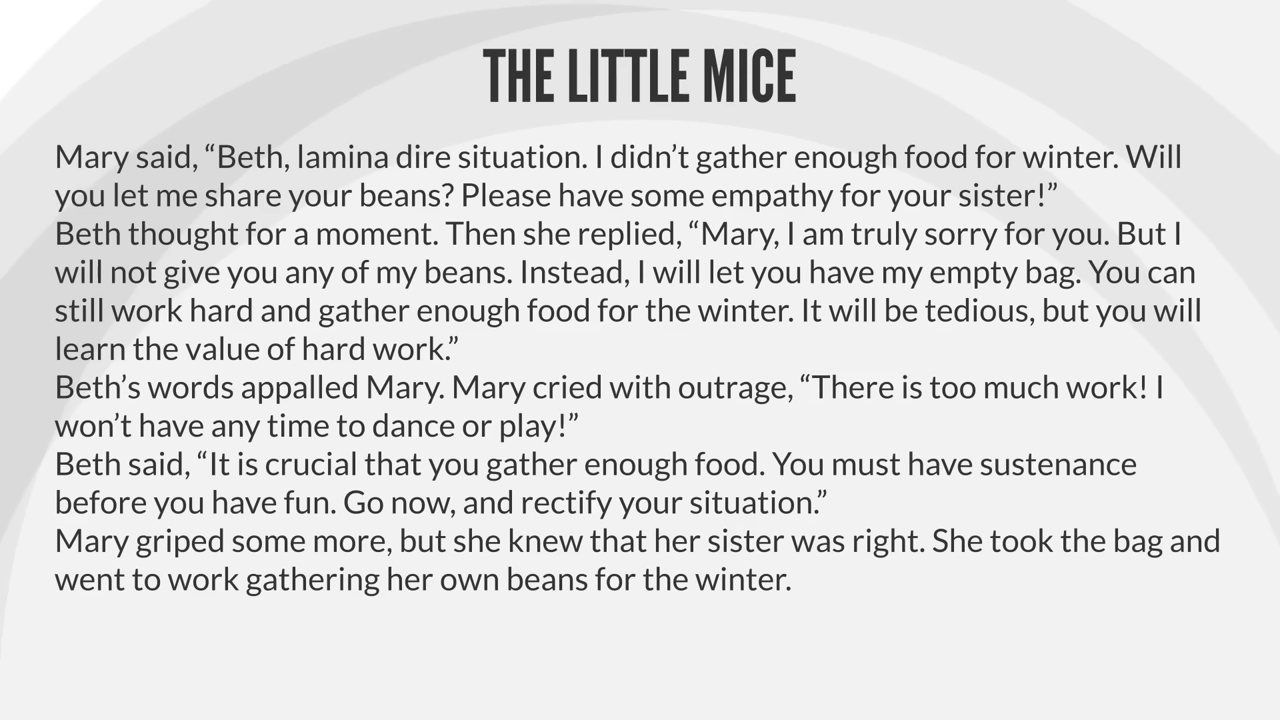 THE LITTLE MICE
Mary said, “Beth, lamina dire situation. I didn’t gather enough food for winter. Will
you let me share your beans? Please have some empathy for your sister!”
Beth thought for a moment. Then she replied, “Mary, I am truly sorry for you. But I
will not give you any of my beans. Instead, I will let you have my empty bag. You can
still work hard and gather enough food for the winter. It will be tedious, but you will
learn the value of hard work.”
Beth’s words appalled Mary. Mary cried with outrage, “There is too much work! I
won’t have any time to dance or play!”
Beth said, “It is crucial that you gather enough food. You must have sustenance
before you have fun. Go now, and rectify your situation.”
Mary griped some more, but she knew that her sister was right. She took the bag and
went to work gathering her own beans for the winter.